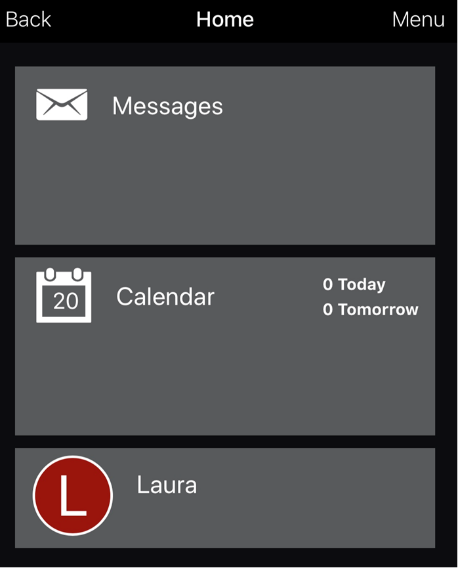 Back Home Menu
Messages
20 Calendar
0 Today
0 Tomorrow
L Laura